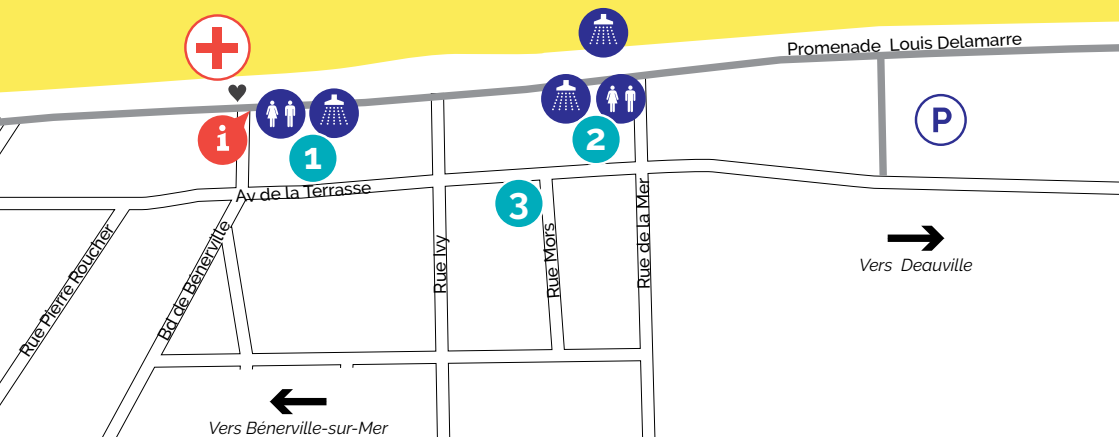 Promenade Louis Delamarre
P
i
1
2
Av de la Terrasse
3
Rue Pierre Roucher
Bd de Bénerville
Rue Ivy
Rue Mors
Rue de la Mer
Vers Deauville
Vers Bénerville-sur-Mer